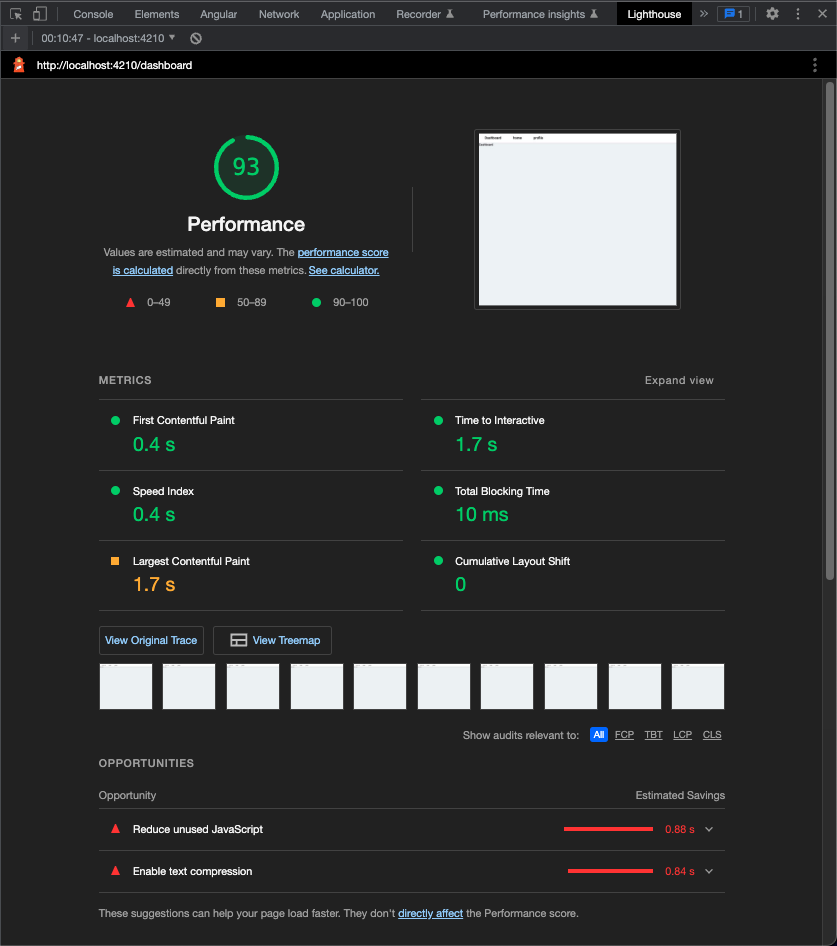 Console Elements Angular Network Application Recorder Performance insights Lighthouse » 1
00:10:47 - localhost:4210
http://localhost:4210/dashboard
93
Performance
Values are estimated and may vary. The performance score
is calculated directly from these metrics. See calculator.
0–49 50–89 90–100
Dashboard home profile
Dashboard
METRICS Expand view
First Contentful Paint
0.4 s
Time to Interactive
1.7 s
Speed Index
0.4 s
Total Blocking Time
10 ms
Largest Contentful Paint
1.7 s
Cumulative Layout Shift
0
View Original Trace View Treemap
Show audits relevant to: All FCP TBT LCP CLS
OPPORTUNITIES
Opportunity Estimated Savings
Reduce unused JavaScript 0.88 s
Enable text compression 0.84 s
These suggestions can help your page load faster. They don't directly affect the Performance score.